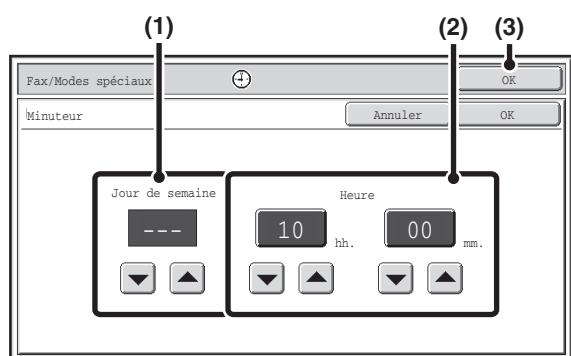 (1) (2) (3)
Fax/Modes spéciaux OK
Minuteur Annuler OK
Jour de semaine Heure
--- 10 hh. 00 mm.